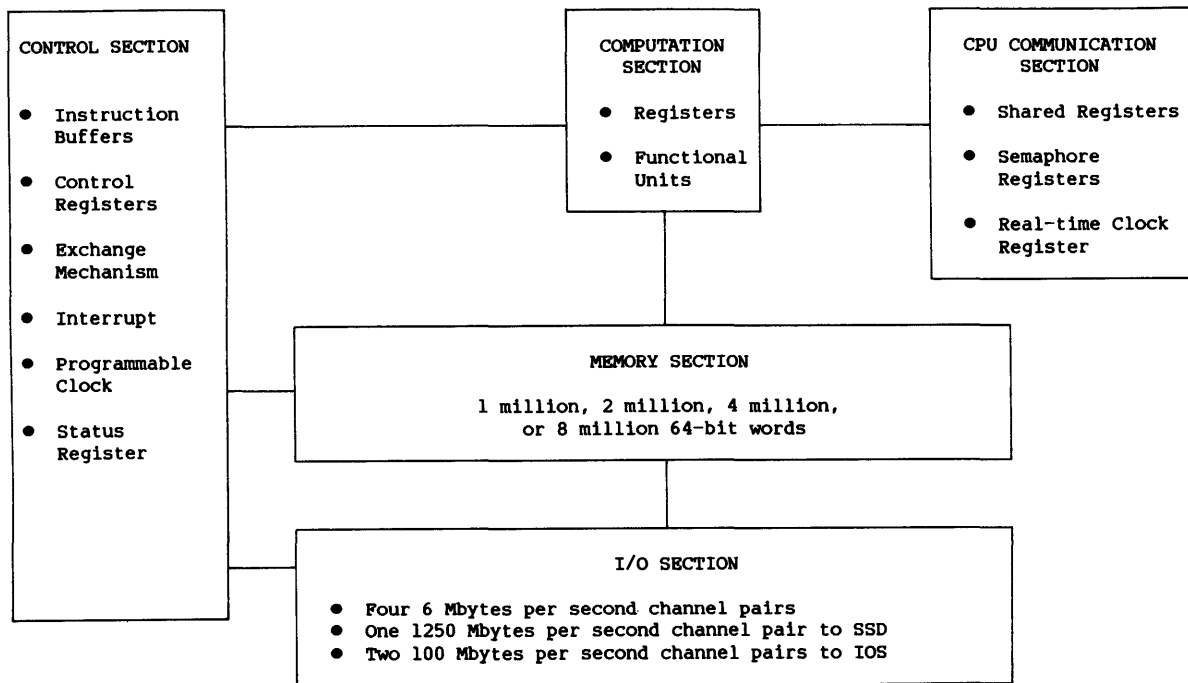 CONTROL SECTION
● Instruction
Buffers
● Control
Registers
● Exchange
Mechanism
● Interrupt
● Programmable
Clock
● Status
Register
COMPUTATION
SECTION
● Registers
● Functional
Units
CPU COMMUNICATION
SECTION
● Shared Registers
● Semaphore
Registers
● Real-time Clock
Register
MEMORY SECTION
1 million, 2 million, 4 million,
or 8 million 64-bit words
I/O SECTION
● Four 6 Mbytes per second channel pairs
● One 1250 Mbytes per second channel pair to SSD
● Two 100 Mbytes per second channel pairs to IOS